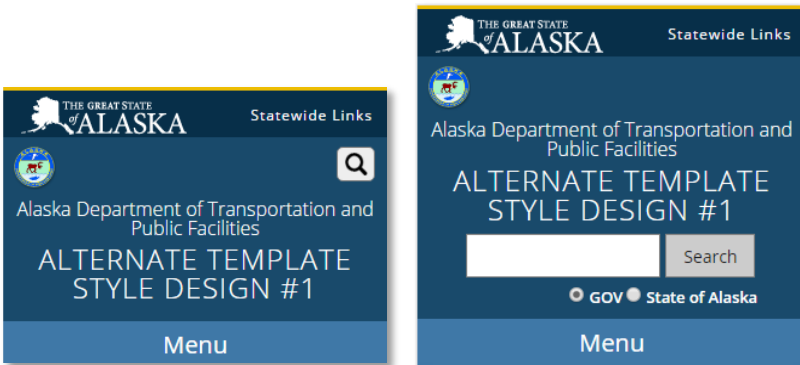 THE GREAT STATE
of ALASKA
Statewide Links
Alaska Department of Transportation and
Public Facilities
ALTERNATE TEMPLATE
STYLE DESIGN #1
Menu
THE GREAT STATE
of ALASKA
Statewide Links
Alaska Department of Transportation and
Public Facilities
ALTERNATE TEMPLATE
STYLE DESIGN #1
Search
GOV State of Alaska
Menu